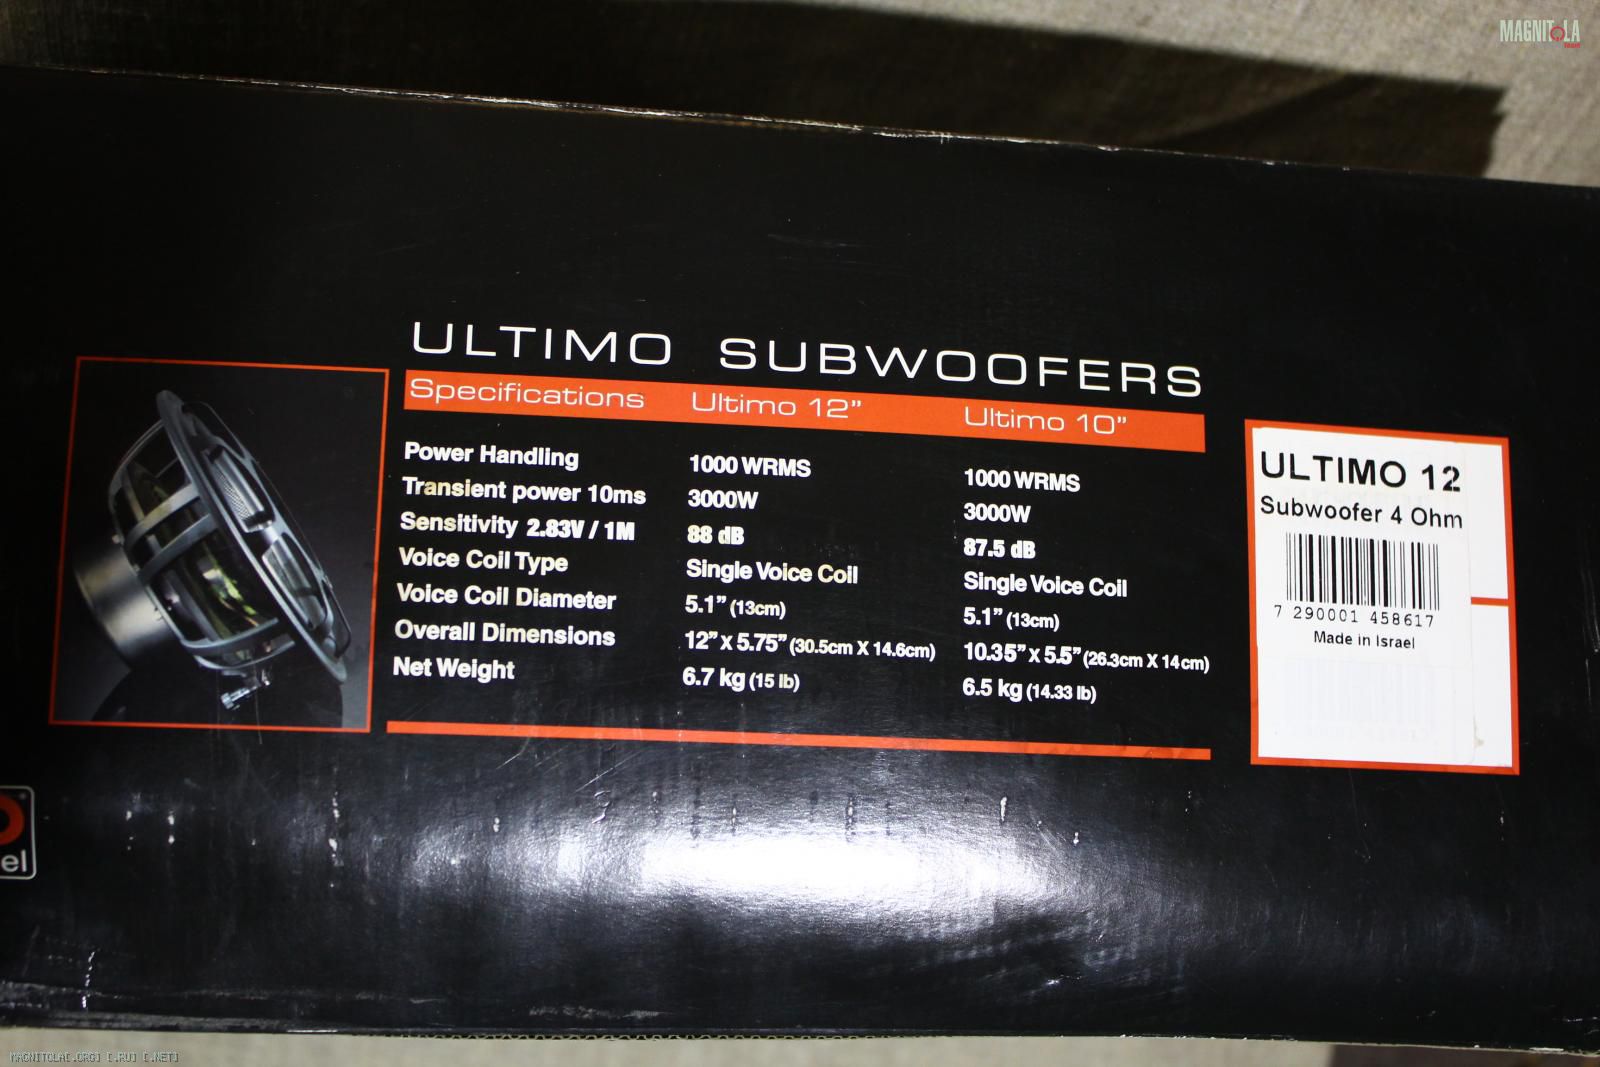 MAGNITOLA
team
ULTIMO SUBWOOFERS
Specifications Ultimo 12" Ultimo 10"
Power Handling 1000 WRMS 1000 WRMS
Transient power 10ms 3000W 3000W
Sensitivity 2.83V / 1M 88 dB 87.5 dB
Voice Coil Type Single Voice Coil Single Voice Coil
Voice Coil Diameter 5.1" (13cm) 5.1" (13cm)
Overall Dimensions 12" x 5.75" (30.5cm X 14.6cm) 10.35" x 5.5" (26.3cm X 14cm)
Net Weight 6.7 kg (15 lb) 6.5 kg (14.33 lb)
ULTIMO 12
Subwoofer 4 Ohm
7 290001 458617
Made in Israel
el
MAGNITOLA[.ORG] [.RU] [.NET]